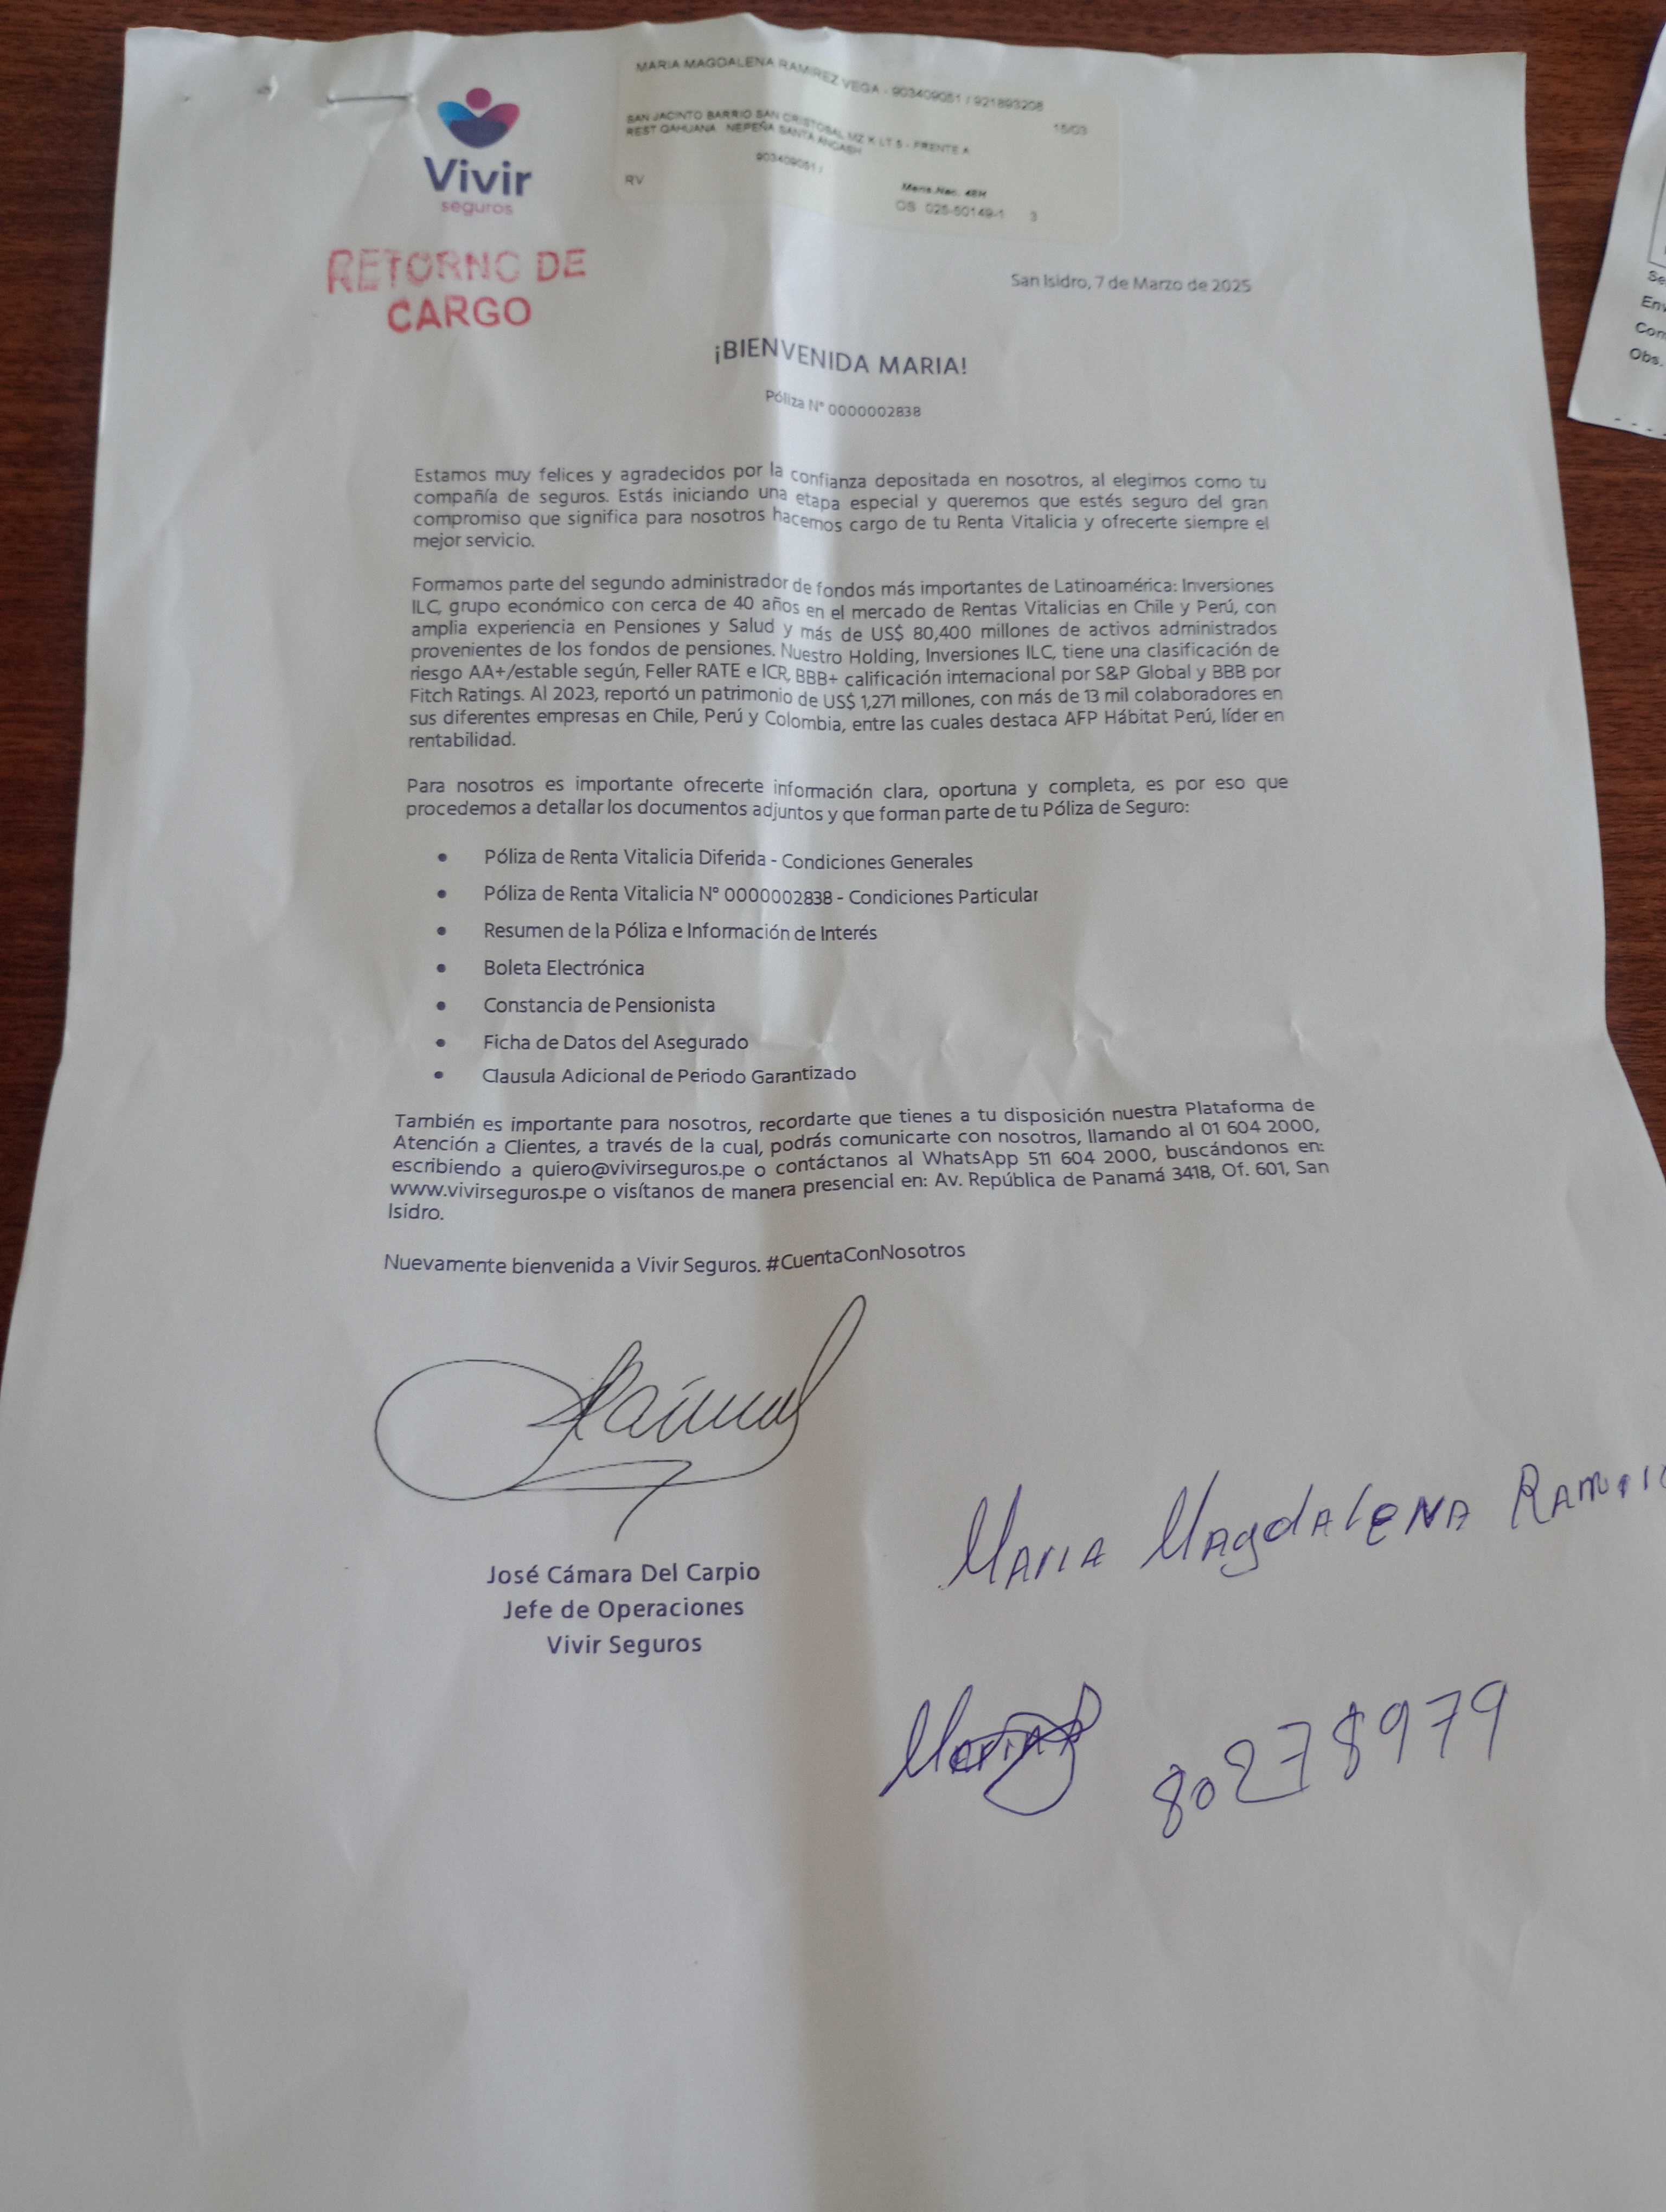 Vivir
seguros
MARIA MAGDALENA RAMIREZ VEGA - 903409051 / 921893208
15/03
SAN JACINTO BARRIO SAN CRISTOBAL MZ K LT 5 - FRENTE A
REST QAHUANA NEPEÑA SANTA ANCASH
903409051 /
RV
Mens.Nac. 48H
OS 025-50149-1 3
RETORNO DE
CARGO
San Isidro, 7 de Marzo de 2025
¡BIENVENIDA MARIA!
Póliza N° 0000002838
Estamos muy felices y agradecidos por la confianza depositada en nosotros, al elegirnos como tu
compañía de seguros. Estás iniciando una etapa especial y queremos que estés seguro del gran
compromiso que significa para nosotros hacernos cargo de tu Renta Vitalicia y ofrecerte siempre el
mejor servicio.
Formamos parte del segundo administrador de fondos más importantes de Latinoamérica: Inversiones
ILC, grupo económico con cerca de 40 años en el mercado de Rentas Vitalicias en Chile y Perú, con
amplia experiencia en Pensiones y Salud y más de US$ 80,400 millones de activos administrados
provenientes de los fondos de pensiones. Nuestro Holding, Inversiones ILC, tiene una clasificación de
riesgo AA+/estable según, Feller RATE e ICR, BBB+ calificación internacional por S&P Global y BBB por
Fitch Ratings. Al 2023, reportó un patrimonio de US$ 1,271 millones, con más de 13 mil colaboradores en
sus diferentes empresas en Chile, Perú y Colombia, entre las cuales destaca AFP Hábitat Perú, líder en
rentabilidad.
Para nosotros es importante ofrecerte información clara, oportuna y completa, es por eso que
procedemos a detallar los documentos adjuntos y que forman parte de tu Póliza de Seguro:
• Póliza de Renta Vitalicia Diferida - Condiciones Generales
• Póliza de Renta Vitalicia N° 0000002838 - Condiciones Particular
• Resumen de la Póliza e Información de Interés
• Boleta Electrónica
• Constancia de Pensionista
• Ficha de Datos del Asegurado
• Clausula Adicional de Periodo Garantizado
También es importante para nosotros, recordarte que tienes a tu disposición nuestra Plataforma de
Atención a Clientes, a través de la cual, podrás comunicarte con nosotros, llamando al 01 604 2000,
escribiendo a quiero@vivirseguros.pe o contáctanos al WhatsApp 511 604 2000, buscándonos en:
www.vivirseguros.pe o visítanos de manera presencial en: Av. República de Panamá 3418, Of. 601, San
Isidro.
Nuevamente bienvenida a Vivir Seguros. #CuentaConNosotros
José Cámara Del Carpio
Jefe de Operaciones
Vivir Seguros
Maria Magdalena
80278979
Obs.